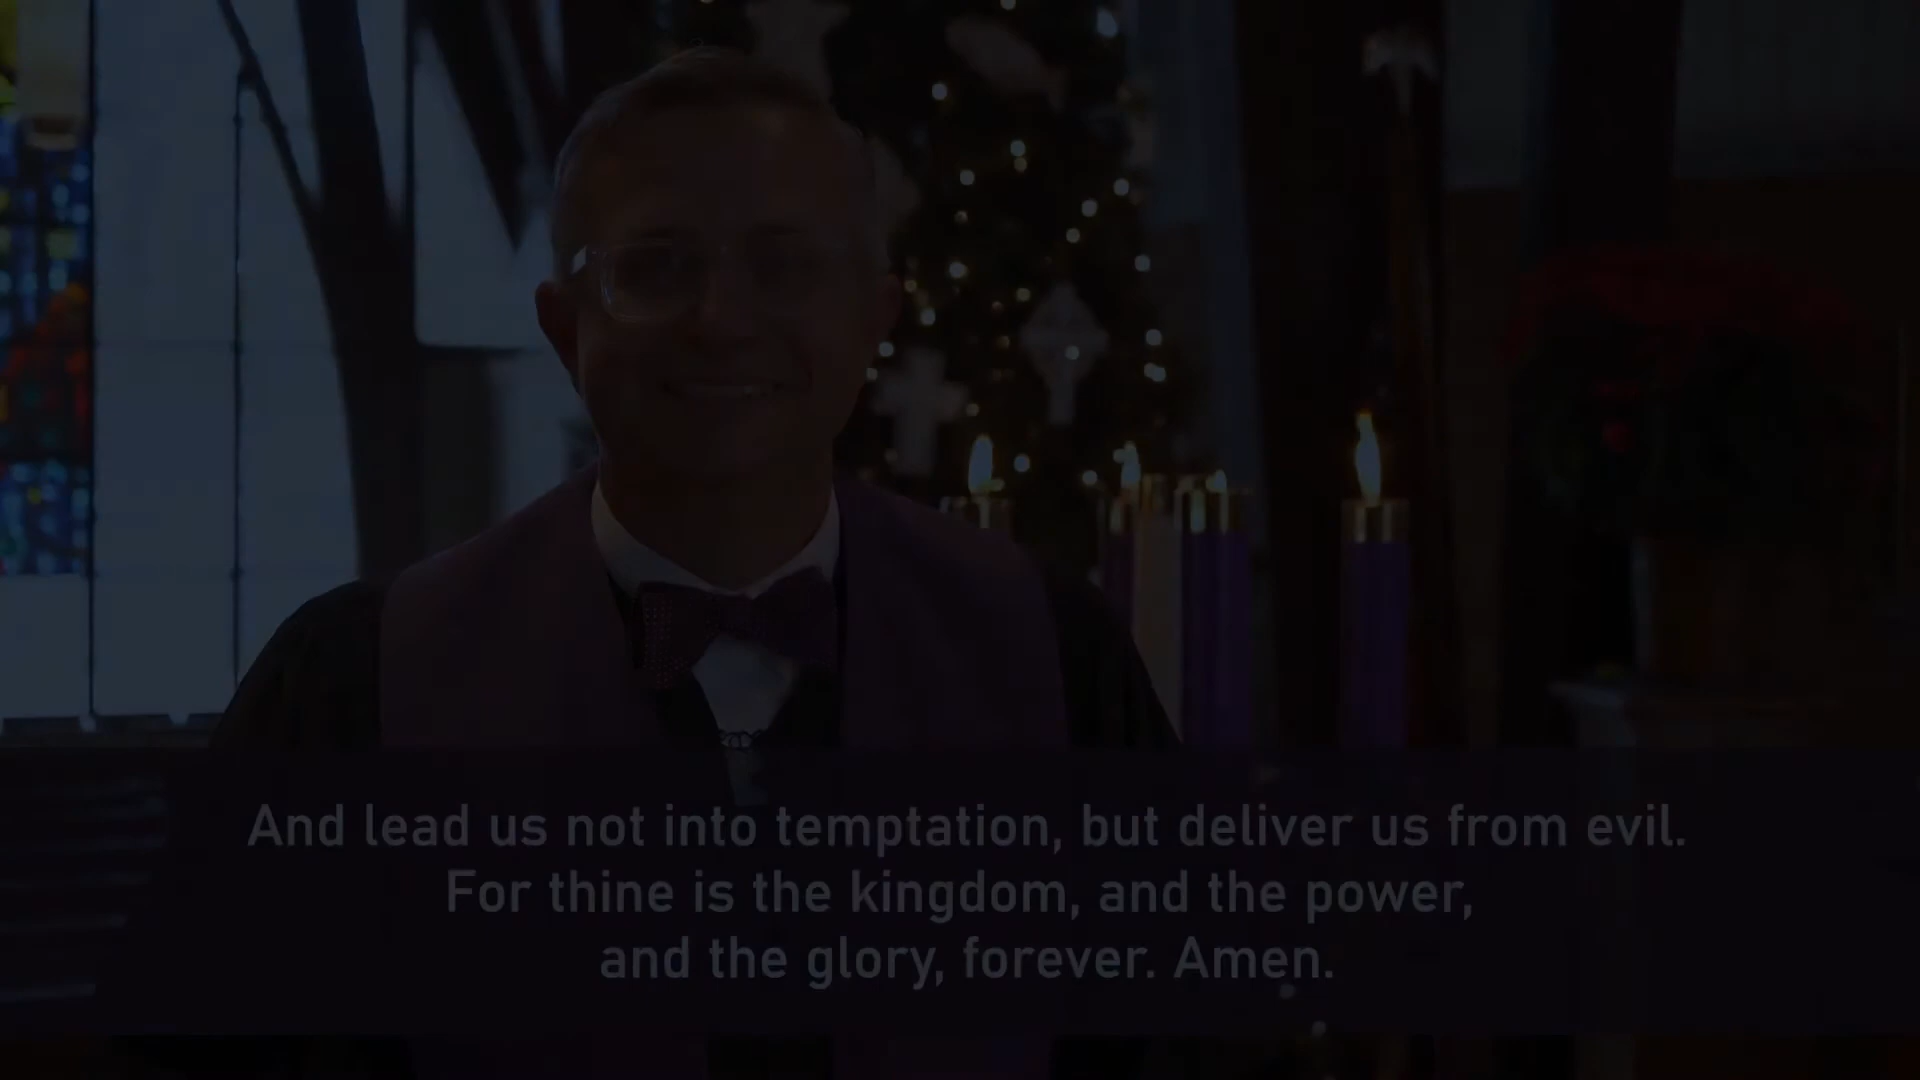 And lead us not into temptation, but deliver us from evil.
For thine is the kingdom, and the power,
and the glory, forever. Amen.